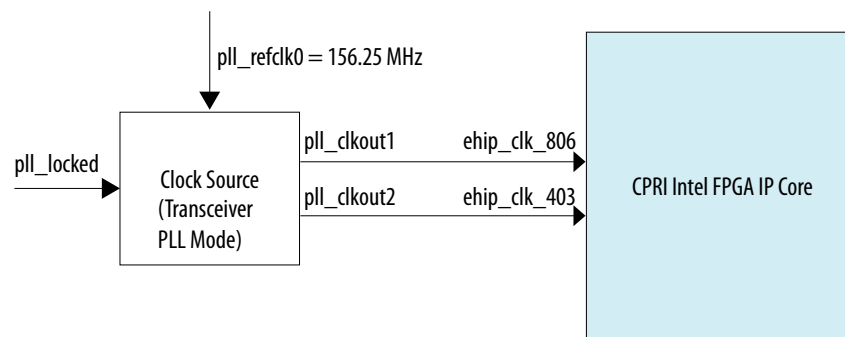 pll_refclk0 = 156.25 MHz
pll_locked
Clock Source
(Transceiver
PLL Mode)
pll_clkout1
ehip_clk_806
pll_clkout2
ehip_clk_403
CPRI Intel FPGA IP Core